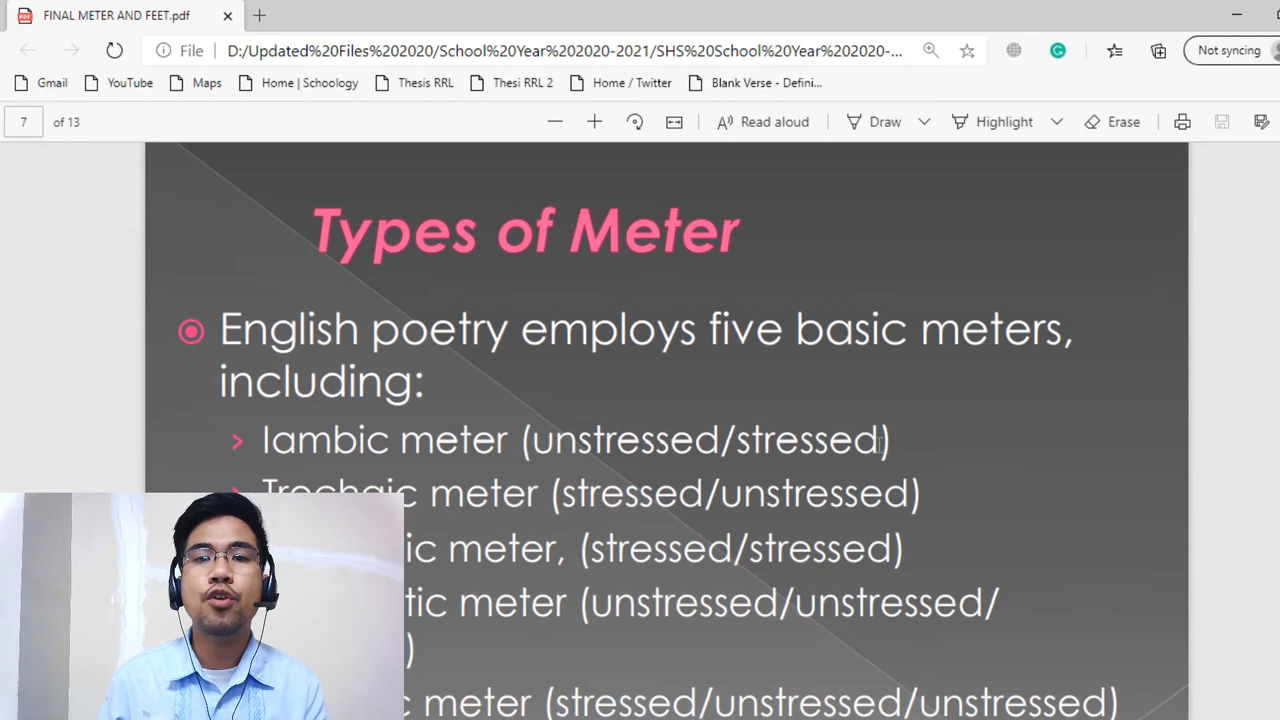 FINAL METER AND FEET.pdf
File D:/Updated%20Files%202020/School%20Year%202020-2021/SHS%20School%20Year%202020-...
Not syncing
Gmail YouTube Maps Home | Schoology Thesis RRL Thesi RRL 2 Home / Twitter Blank Verse - Defini...
7 of 13 Read aloud Draw Highlight Erase
Types of Meter
English poetry employs five basic meters,
including:
Iambic meter (unstressed/stressed)
Trochaic meter (stressed/unstressed)
ic meter, (stressed/stressed)
tic meter (unstressed/unstressed/
)
c meter (stressed/unstressed/unstressed)